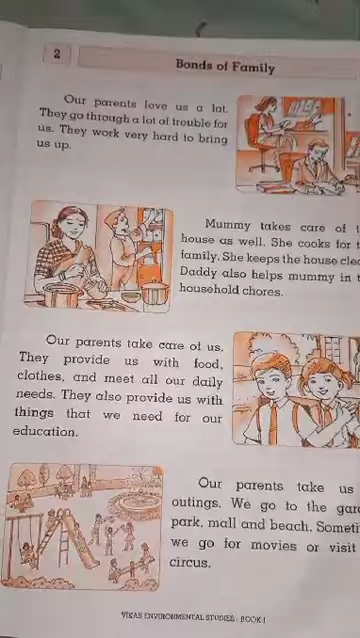 2
Bonds of Family
Our parents love us a lot.
They go through a lot of trouble for
us. They work very hard to bring
us up.
Mummy takes care of
house as well. She cooks for
family. She keeps the house
Daddy also helps mummy in
household chores.
Our parents take care of us.
They provide us with food,
clothes, and meet all our daily
needs. They also provide us with
things that we need for our
education.
Our parents take us
outings. We go to the
park, mall and beach.
we go for movies or visit
circus.
VIKAS ENVIRONMENTAL STUDIES : BOOK I